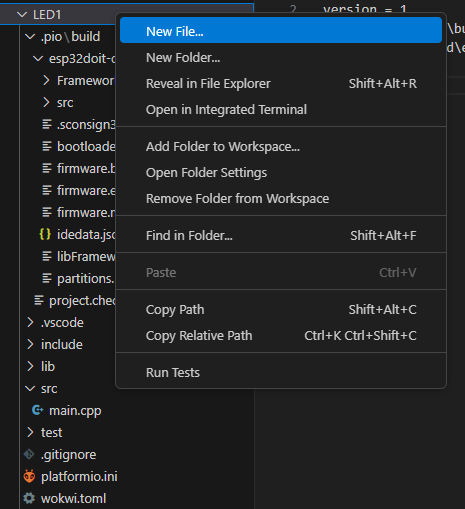 LED1
.pio\build
esp32doit-
Framewor
src
.sconsign3
bootloade
firmware.b
firmware.e
firmware.
idedata.jsc
libFramew
partitions.
project.chec
.vscode
include
lib
src
main.cpp
test
.gitignore
platformio.ini
wokwi.toml
New File...
New Folder...
Reveal in File Explorer Shift+Alt+R
Open in Integrated Terminal
Add Folder to Workspace...
Open Folder Settings
Remove Folder from Workspace
Find in Folder... Shift+Alt+F
Paste Ctrl+V
Copy Path Shift+Alt+C
Copy Relative Path Ctrl+K Ctrl+Shift+C
Run Tests
2 version = 1
\bu
d\e